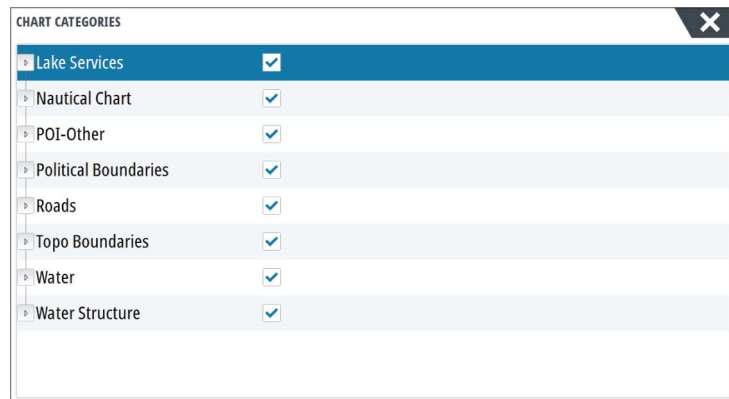 CHART CATEGORIES
Lake Services
Nautical Chart
POI-Other
Political Boundaries
Roads
Topo Boundaries
Water
Water Structure